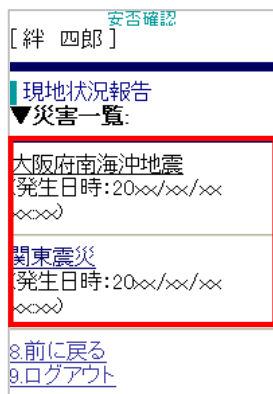 安否確認
[絆 四郎]
現地状況報告
▼災害一覧:
大阪府南海沖地震
(発生日時:20xx/xx/xx
xx:xx)
関東震災
(発生日時:20xx/xx/xx
xx:xx)
8.前に戻る
9.ログアウト